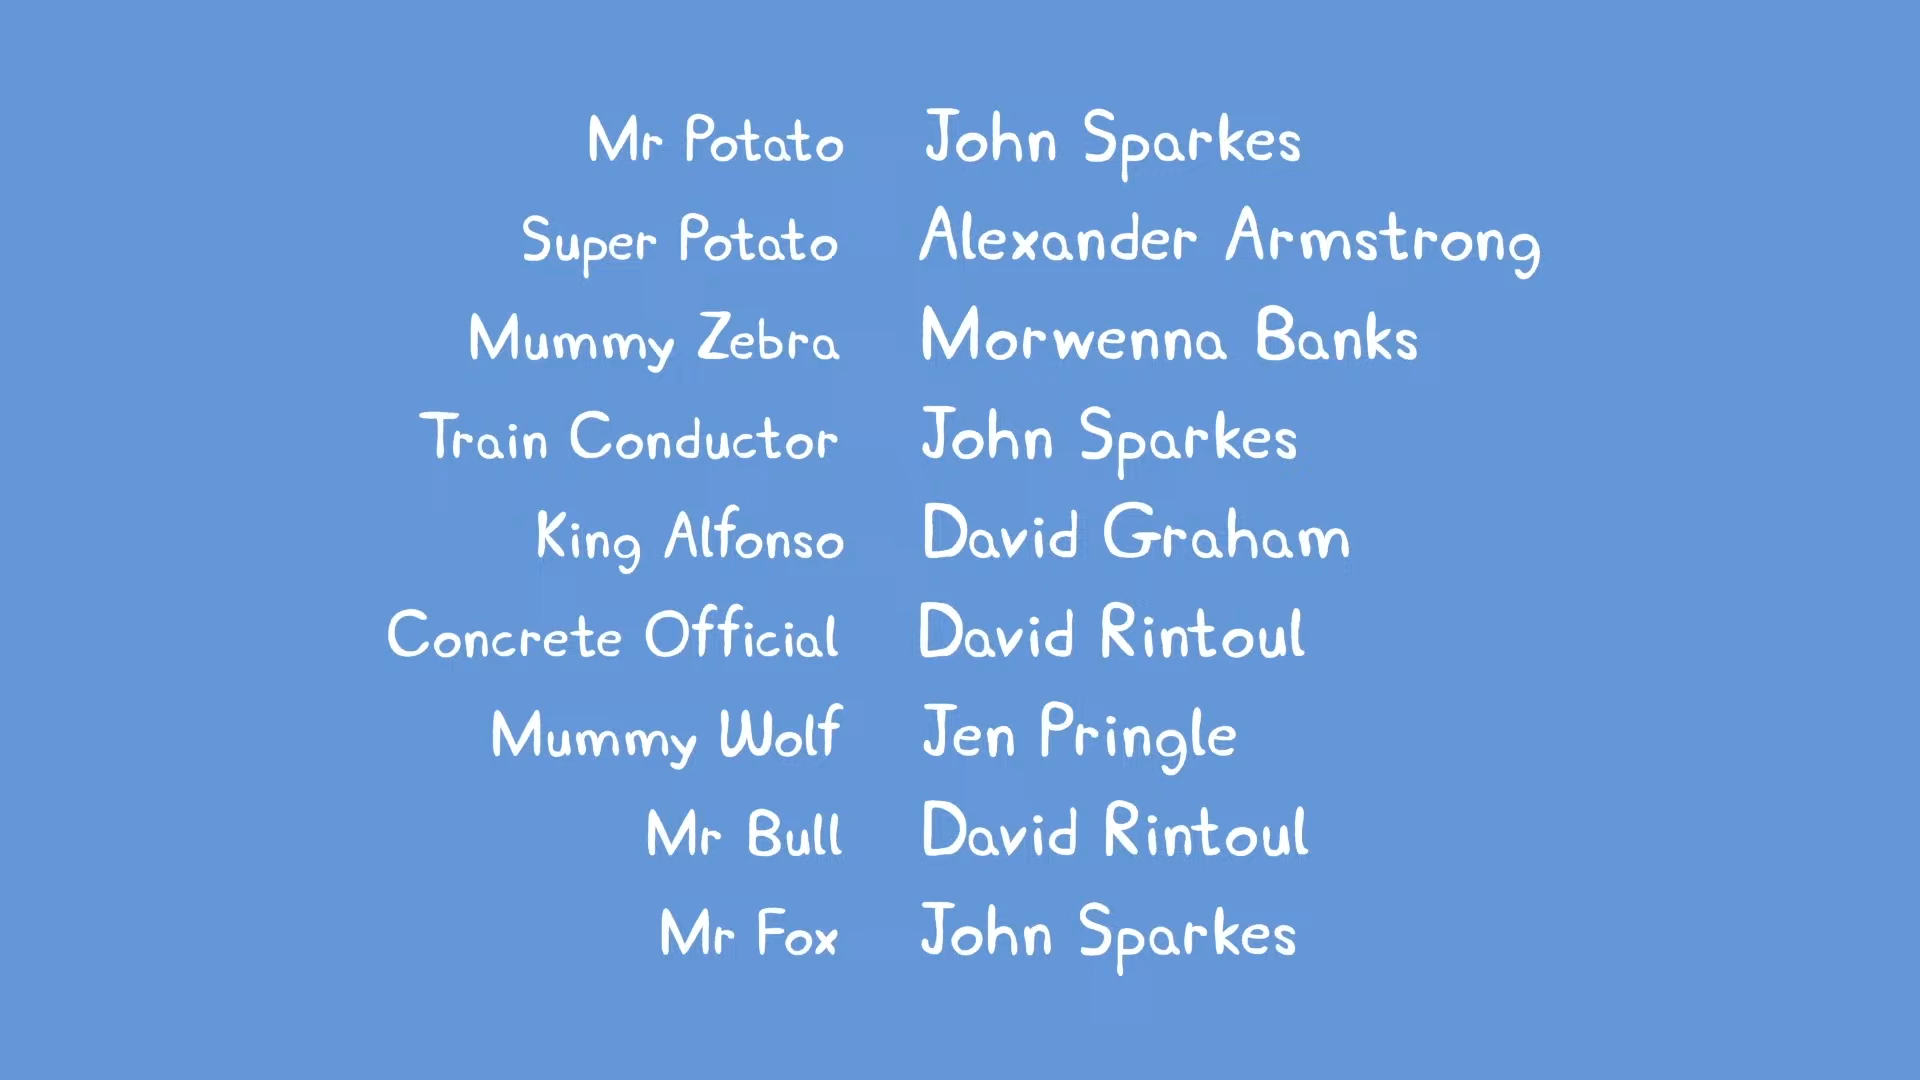 Mr Potato John Sparkes
Super Potato Alexander Armstrong
Mummy Zebra Morwenna Banks
Train Conductor John Sparkes
King Alfonso David Graham
Concrete Official David Rintoul
Mummy Wolf Jen Pringle
Mr Bull David Rintoul
Mr Fox John Sparkes